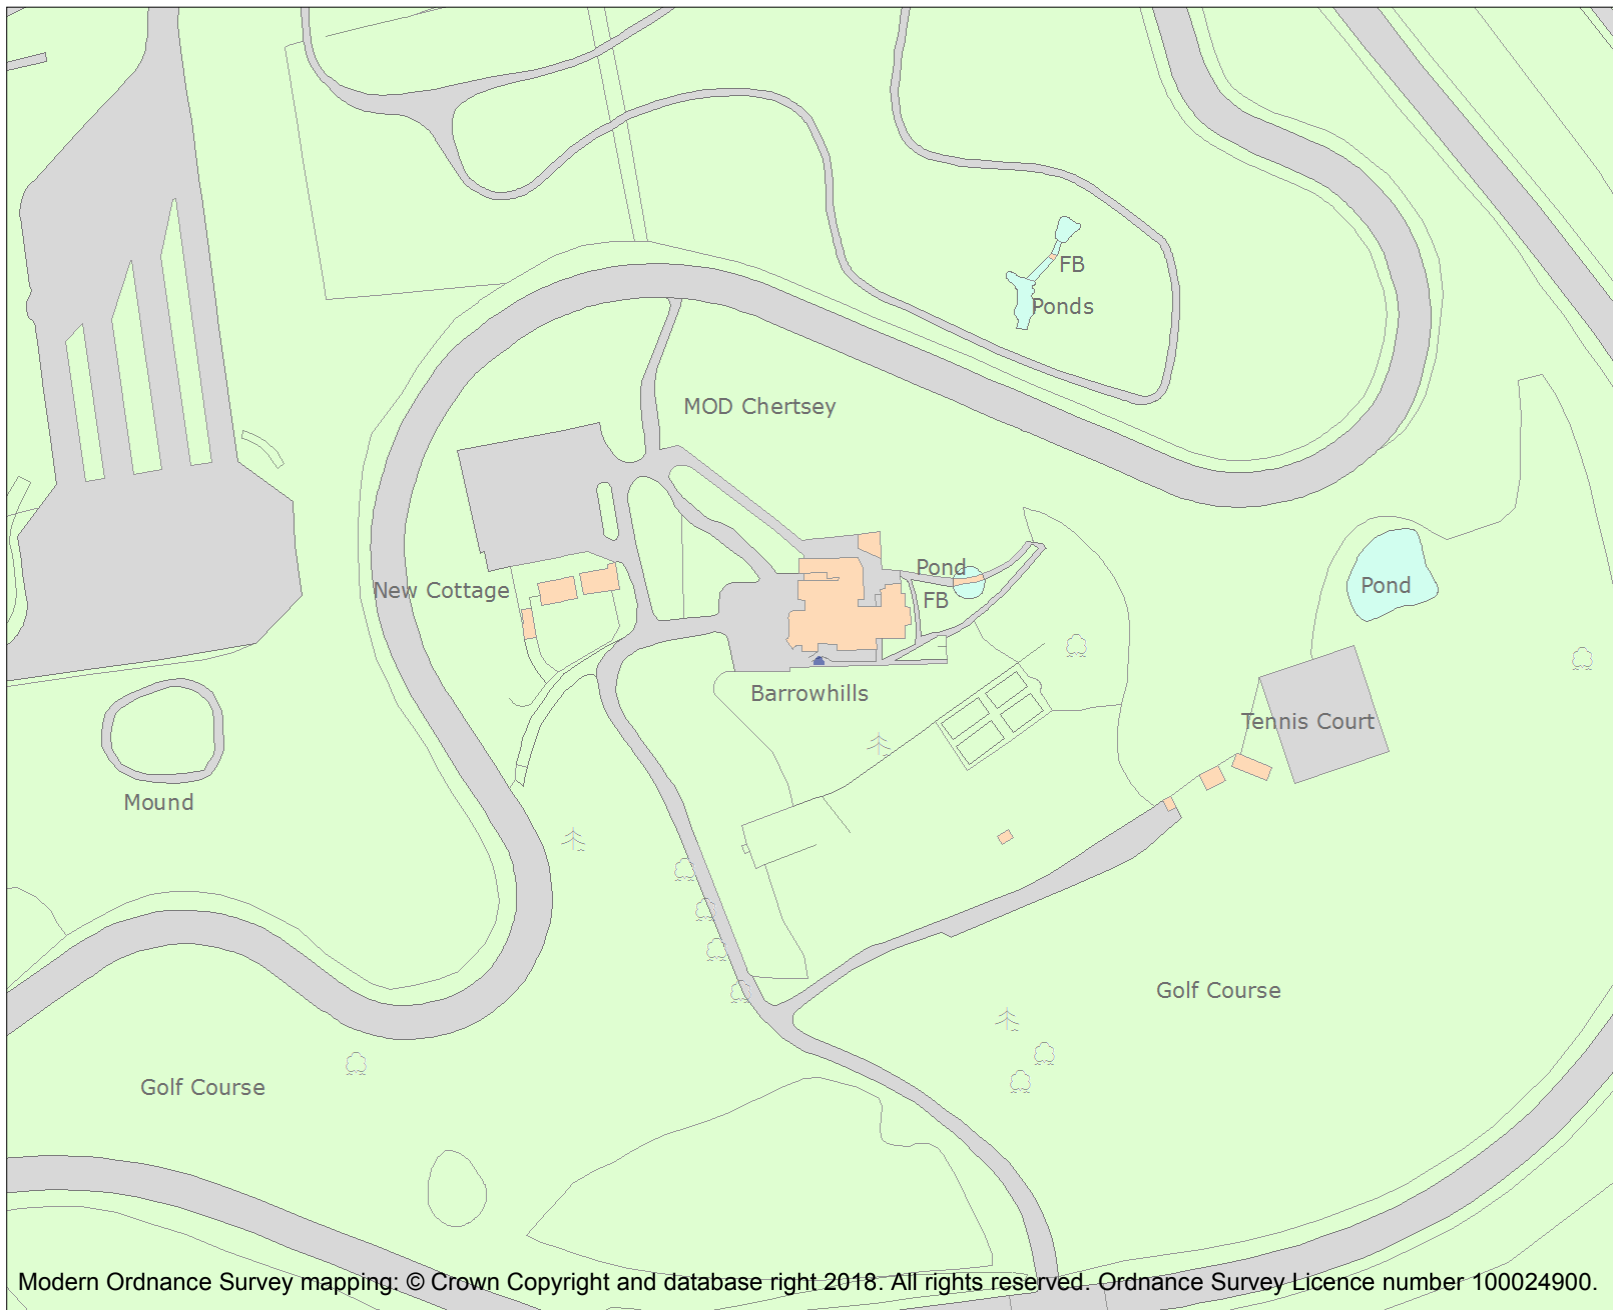 FB
Ponds
MOD Chertsey
Pond
New Cottage
FB
Pond
Barrowhills
Tennis Court
Mound
Golf Course
Golf Course
Modern Ordnance Survey mapping: © Crown Copyright and database right 2018. All rights reserved. Ordnance Survey Licence number 100024900.